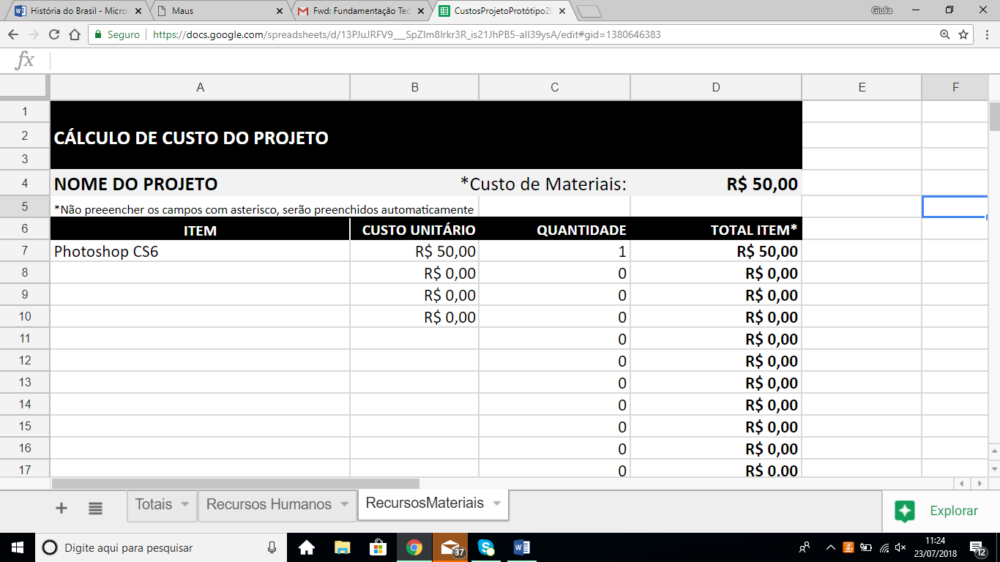 História do Brasil - Micros
Maus
Fwd: Fundamentação Teó
CustosProjetoProtótipo20
Giulia
Seguro
https://docs.google.com/spreadsheets/d/13PJuJRFV9___SpZlm8Irkr3R_is21JhPB5-all39ysA/edit#gid=1380646383
fx
A B C D E F
1
2 CÁLCULO DE CUSTO DO PROJETO
3
4 NOME DO PROJETO *Custo de Materiais: R$ 50,00
5 *Não preeencher os campos com asterisco, serão preenchidos automaticamente
6 ITEM CUSTO UNITÁRIO QUANTIDADE TOTAL ITEM*
7 Photoshop CS6 R$ 50,00 1 R$ 50,00
8 R$ 0,00 0 R$ 0,00
9 R$ 0,00 0 R$ 0,00
10 R$ 0,00 0 R$ 0,00
11 0 R$ 0,00
12 0 R$ 0,00
13 0 R$ 0,00
14 0 R$ 0,00
15 0 R$ 0,00
16 0 R$ 0,00
17 0 R$ 0,00
Totais Recursos Humanos RecursosMateriais Explorar
Digite aqui para pesquisar
37
11:24
23/07/2018
12